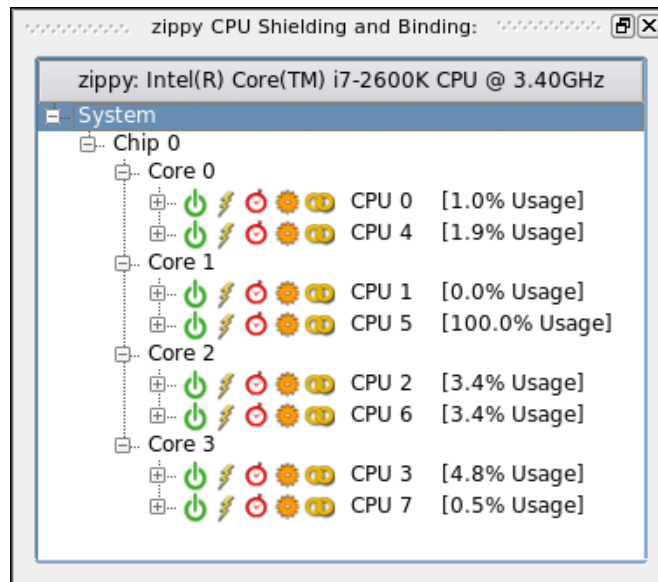 zippy CPU Shielding and Binding:
zippy: Intel(R) Core(TM) i7-2600K CPU @ 3.40GHz
System
Chip 0
Core 0
CPU 0 [1.0% Usage]
CPU 4 [1.9% Usage]
Core 1
CPU 1 [0.0% Usage]
CPU 5 [100.0% Usage]
Core 2
CPU 2 [3.4% Usage]
CPU 6 [3.4% Usage]
Core 3
CPU 3 [4.8% Usage]
CPU 7 [0.5% Usage]